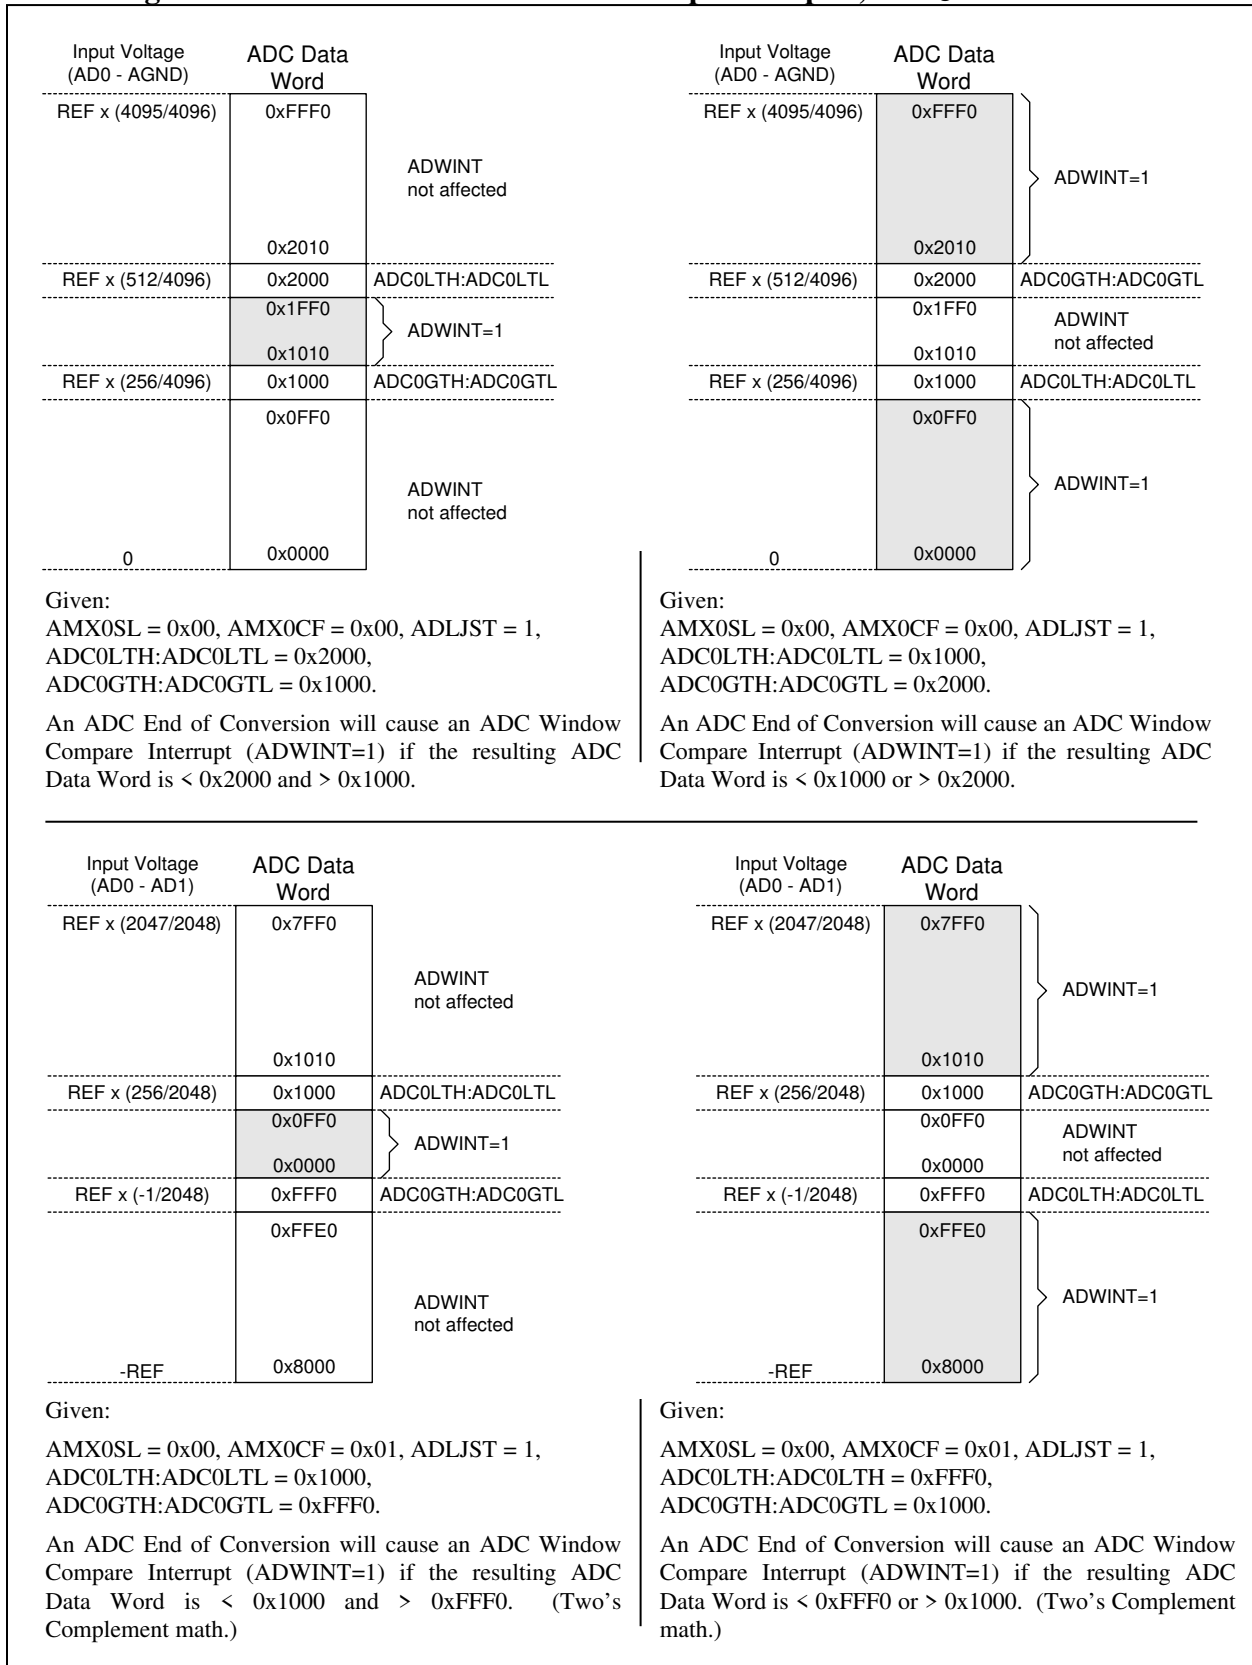 Input Voltage
(AD0 - AGND)
ADC Data
Word
REF x (4095/4096)
0xFFF0
ADWINT
not affected
0x2010
REF x (512/4096)
0x2000
ADC0LTH:ADC0LTL
0x1FF0
ADWINT=1
0x1010
REF x (256/4096)
0x1000
ADC0GTH:ADC0GTL
0x0FF0
ADWINT
not affected
0
0x0000
Given:
AMX0SL = 0x00, AMX0CF = 0x00, ADLJST = 1,
ADC0LTH:ADC0LTL = 0x2000,
ADC0GTH:ADC0GTL = 0x1000.
An ADC End of Conversion will cause an ADC Window
Compare Interrupt (ADWINT=1) if the resulting ADC
Data Word is < 0x2000 and > 0x1000.
Input Voltage
(AD0 - AGND)
ADC Data
Word
REF x (4095/4096)
0xFFF0
ADWINT=1
0x2010
REF x (512/4096)
0x2000
ADC0GTH:ADC0GTL
0x1FF0
ADWINT
not affected
0x1010
REF x (256/4096)
0x1000
ADC0LTH:ADC0LTL
0x0FF0
ADWINT=1
0
0x0000
Given:
AMX0SL = 0x00, AMX0CF = 0x00, ADLJST = 1,
ADC0LTH:ADC0LTL = 0x1000,
ADC0GTH:ADC0GTL = 0x2000.
An ADC End of Conversion will cause an ADC Window
Compare Interrupt (ADWINT=1) if the resulting ADC
Data Word is < 0x1000 or > 0x2000.
Input Voltage
(AD0 - AD1)
ADC Data
Word
REF x (2047/2048)
0x7FF0
ADWINT
not affected
0x1010
REF x (256/2048)
0x1000
ADC0LTH:ADC0LTL
0x0FF0
ADWINT=1
0x0000
REF x (-1/2048)
0xFFF0
ADC0GTH:ADC0GTL
0xFFE0
ADWINT
not affected
-REF
0x8000
Given:
AMX0SL = 0x00, AMX0CF = 0x01, ADLJST = 1,
ADC0LTH:ADC0LTL = 0x1000,
ADC0GTH:ADC0GTL = 0xFFF0.
An ADC End of Conversion will cause an ADC Window
Compare Interrupt (ADWINT=1) if the resulting ADC
Data Word is < 0x1000 and > 0xFFF0. (Two's
Complement math.)
Input Voltage
(AD0 - AD1)
ADC Data
Word
REF x (2047/2048)
0x7FF0
ADWINT=1
0x1010
REF x (256/2048)
0x1000
ADC0GTH:ADC0GTL
0x0FF0
ADWINT
not affected
0x0000
REF x (-1/2048)
0xFFF0
ADC0LTH:ADC0LTL
0xFFE0
ADWINT=1
-REF
0x8000
Given:
AMX0SL = 0x00, AMX0CF = 0x01, ADLJST = 1,
ADC0LTH:ADC0LTH = 0xFFF0,
ADC0GTH:ADC0GTL = 0x1000.
An ADC End of Conversion will cause an ADC Window
Compare Interrupt (ADWINT=1) if the resulting ADC
Data Word is < 0xFFF0 or > 0x1000. (Two's Complement
math.)